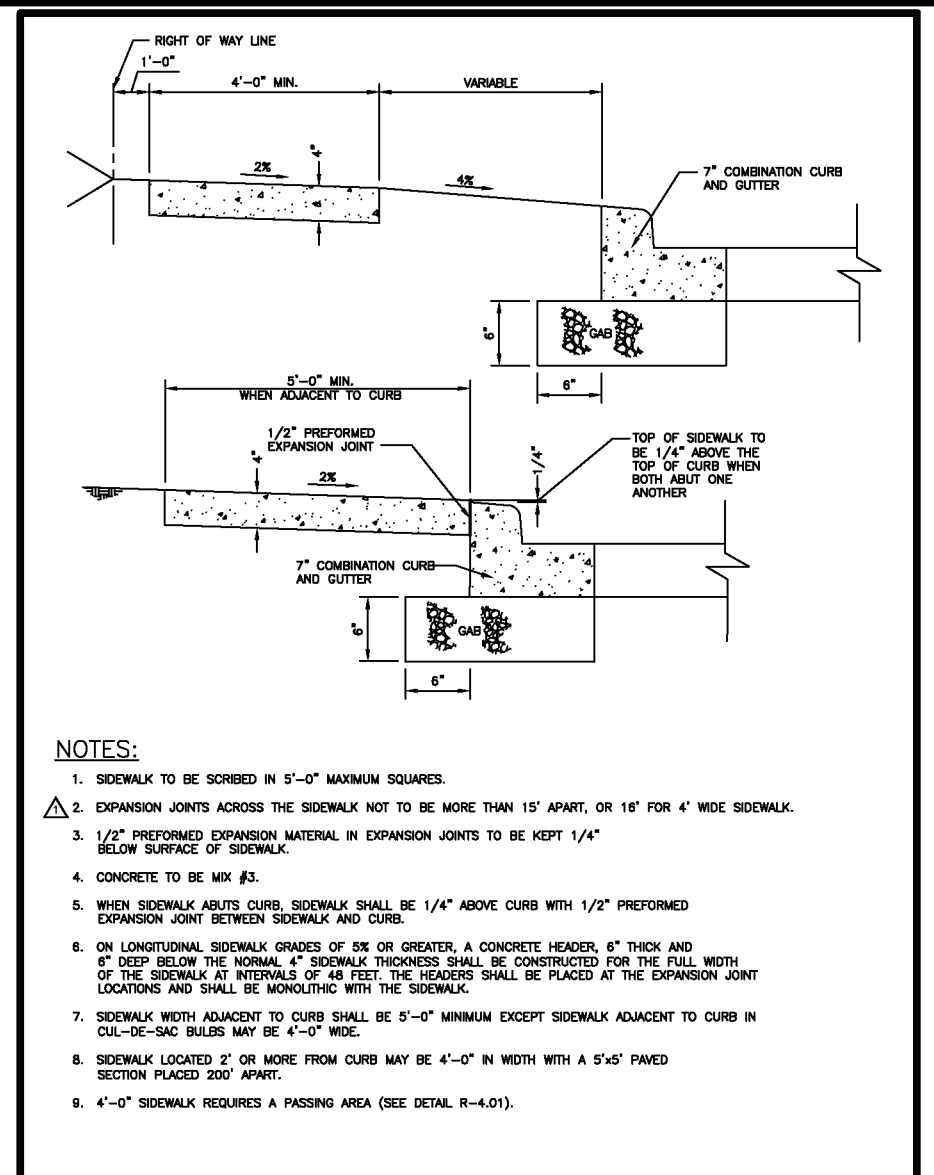 RIGHT OF WAY LINE
1'-0"
4'-0" MIN.
VARIABLE
2%
4"
4%
7" COMBINATION CURB
AND GUTTER
6"
GAB
6"
5'-0" MIN.
WHEN ADJACENT TO CURB
1/2" PREFORMED
EXPANSION JOINT
4"
2%
1/4"
TOP OF SIDEWALK TO
BE 1/4" ABOVE THE
TOP OF CURB WHEN
BOTH ABUT ONE
ANOTHER
7" COMBINATION CURB
AND GUTTER
6"
GAB
6"
NOTES:
1. SIDEWALK TO BE SCRIBED IN 5'-0" MAXIMUM SQUARES.
1 2. EXPANSION JOINTS ACROSS THE SIDEWALK NOT TO BE MORE THAN 15' APART, OR 16' FOR 4' WIDE SIDEWALK.
3. 1/2" PREFORMED EXPANSION MATERIAL IN EXPANSION JOINTS TO BE KEPT 1/4"
BELOW SURFACE OF SIDEWALK.
4. CONCRETE TO BE MIX #3.
5. WHEN SIDEWALK ABUTS CURB, SIDEWALK SHALL BE 1/4" ABOVE CURB WITH 1/2" PREFORMED
EXPANSION JOINT BETWEEN SIDEWALK AND CURB.
6. ON LONGITUDINAL SIDEWALK GRADES OF 5% OR GREATER, A CONCRETE HEADER, 6" THICK AND
6" DEEP BELOW THE NORMAL 4" SIDEWALK THICKNESS SHALL BE CONSTRUCTED FOR THE FULL WIDTH
OF THE SIDEWALK AT INTERVALS OF 48 FEET. THE HEADERS SHALL BE PLACED AT THE EXPANSION JOINT
LOCATIONS AND SHALL BE MONOLITHIC WITH THE SIDEWALK.
7. SIDEWALK WIDTH ADJACENT TO CURB SHALL BE 5'-0" MINIMUM EXCEPT SIDEWALK ADJACENT TO CURB IN
CUL-DE-SAC BULBS MAY BE 4'-0" WIDE.
8. SIDEWALK LOCATED 2' OR MORE FROM CURB MAY BE 4'-0" IN WIDTH WITH A 5'x5' PAVED
SECTION PLACED 200' APART.
9. 4'-0" SIDEWALK REQUIRES A PASSING AREA (SEE DETAIL R-4.01).